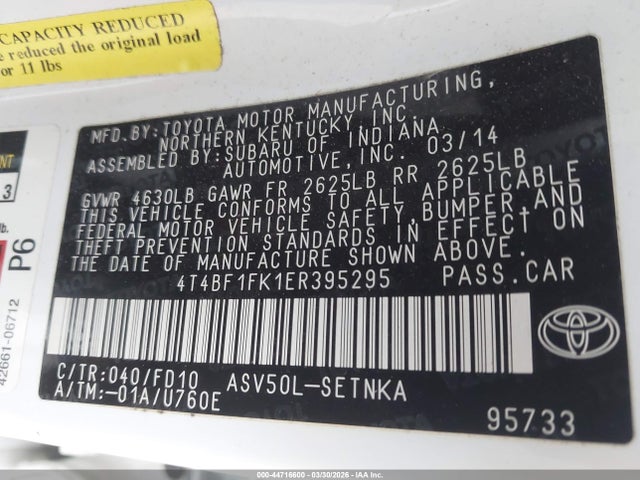 CAPACITY REDUCED
e reduced the original load
or 11 lbs
MFD.BY:TOYOTA MOTOR MANUFACTURING,
NORTHERN KENTUCKY, INC.
ASSEMBLED BY:SUBARU OF INDIANA
AUTOMOTIVE,INC. 03/14
GVWR 4630LB GAWR FR 2625LB RR 2625LB
THIS VEHICLE CONFORMS TO ALL APPLICABLE
FEDERAL MOTOR VEHICLE SAFETY,BUMPER,AND
THEFT PREVENTION STANDARDS IN EFFECT ON
THE DATE OF MANUFACTURE SHOWN ABOVE.
4T4BF1FK1ER395295 PASS.CAR
C/TR:040/FD10 ASV50L-SETNKA
A/TM:-01A/U760E
95733
TOYOTA
3
lb.
P6
42661-06712
000-44716600 - 03/30/2026 - IAA Inc.